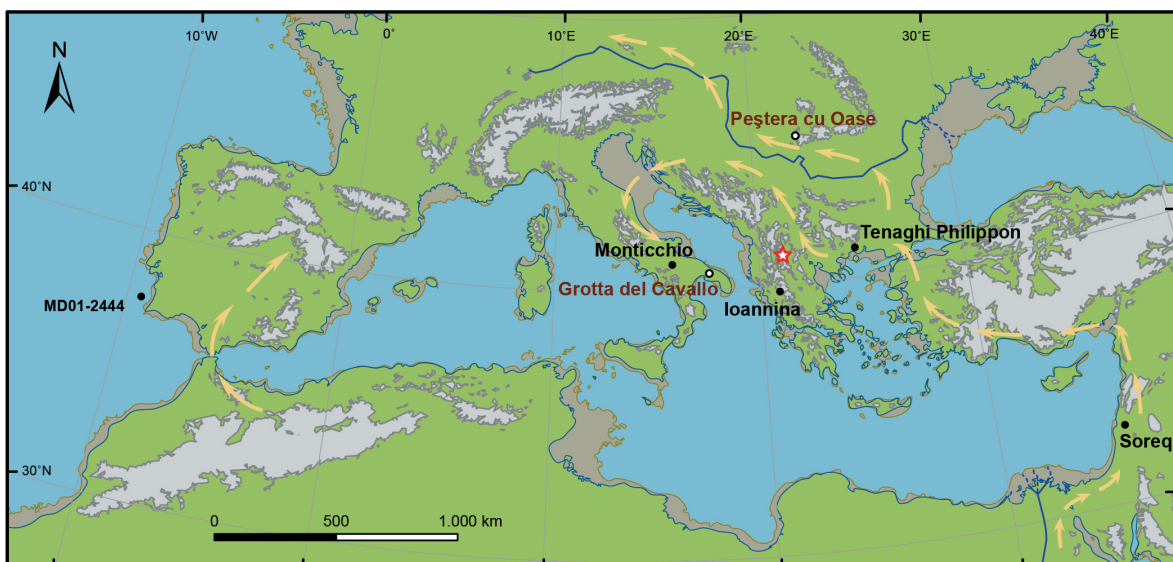 10°W 0° 10°E 20°E 30°E 40°E
N
Peştera cu Oase
40°N
Tenaghi Philippon
Monticchio
MD01-2444
Grotta del Cavallo
Ioannina
Soreq
30°N
0 500 1.000 km